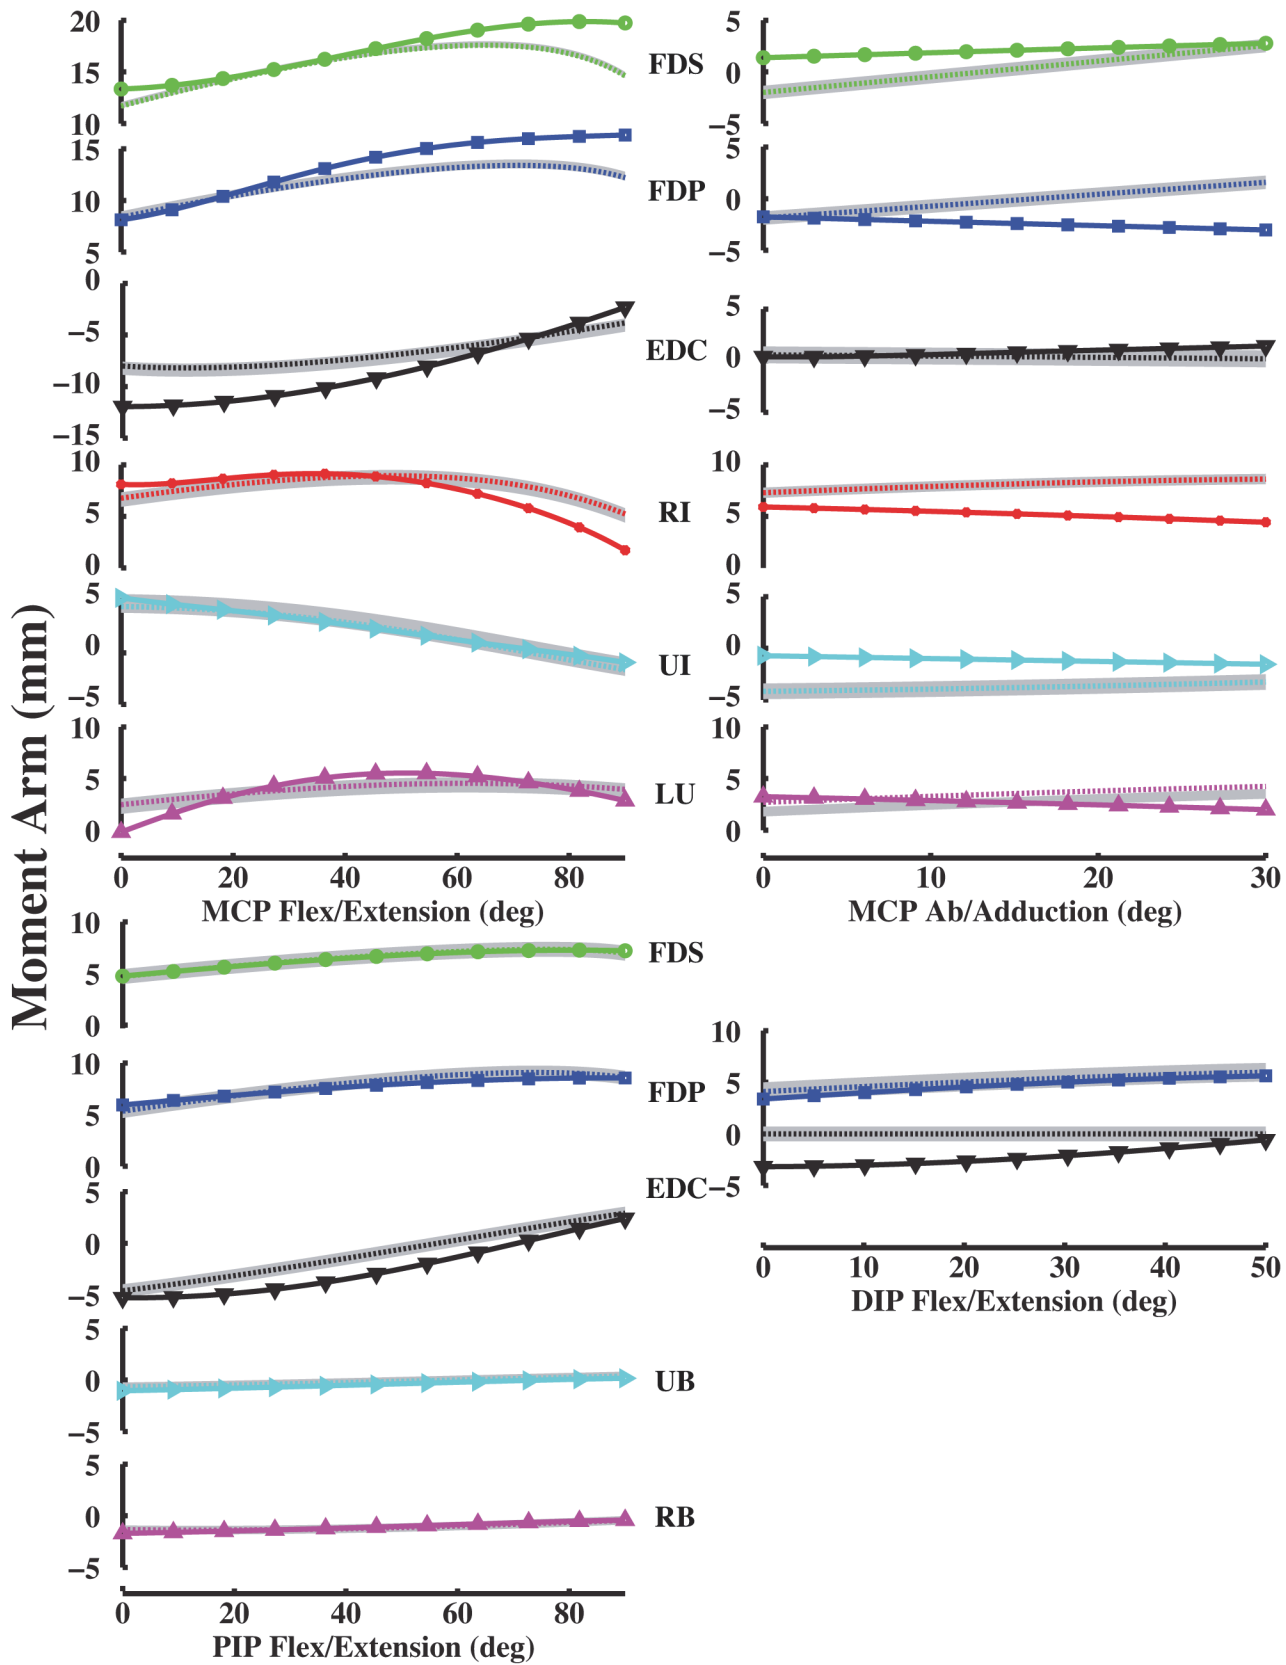 Moment Arm (mm)
20
15
10
FDS
5
0
−5
15
10
5
FDP
5
0
−5
0
−5
−10
−15
EDC
5
0
−5
10
5
0
RI
10
5
0
5
0
−5
UI
5
0
−5
10
5
0
LU
10
5
0
0 20 40 60 80
MCP Flex/Extension (deg)
0 10 20 30
MCP Ab/Adduction (deg)
10
5
0
FDS
10
5
0
FDP
10
5
0
−5
5
0
−5
EDC
0 10 20 30 40 50
DIP Flex/Extension (deg)
5
0
−5
UB
5
0
−5
RB
0 20 40 60 80
PIP Flex/Extension (deg)